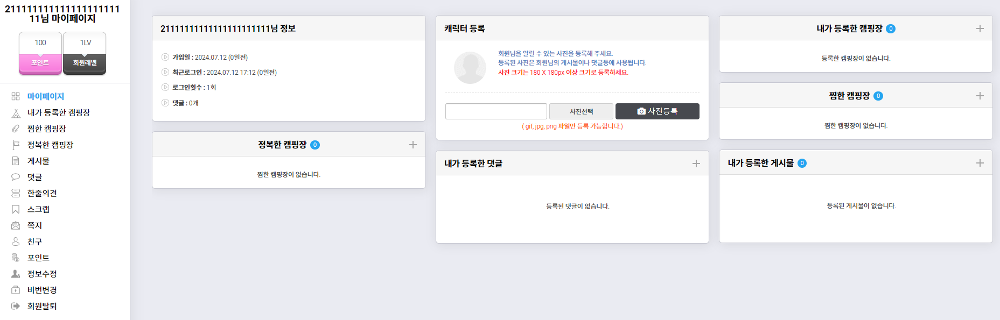 2111111111111111111111
11님 마이페이지
100
포인트
1LV
회원레벨
마이페이지
내가 등록한 캠핑장
찜한 캠핑장
정복한 캠핑장
게시물
댓글
한줄의견
스크랩
쪽지
친구
포인트
정보수정
비번변경
회원탈퇴
211111111111111111111111님 정보
가입일 : 2024.07.12 (0일전)
최근로그인 : 2024.07.12 17:12 (0일전)
로그인횟수 : 1회
댓글 : 0개
정복한 캠핑장 0
찜한 캠핑장이 없습니다.
캐릭터 등록
회원님을 알릴 수 있는 사진을 등록해 주세요.
등록된 사진은 회원님의 게시물이나 댓글등에 사용됩니다.
사진 크기는 180 X 180px 이상 크기로 등록하세요.
사진선택
사진등록
( gif, jpg, png 파일만 등록 가능합니다.)
내가 등록한 댓글
등록된 댓글이 없습니다.
내가 등록한 캠핑장 0
등록한 캠핑장이 없습니다.
찜한 캠핑장 0
찜한 캠핑장이 없습니다.
내가 등록한 게시물 0
등록된 게시물이 없습니다.